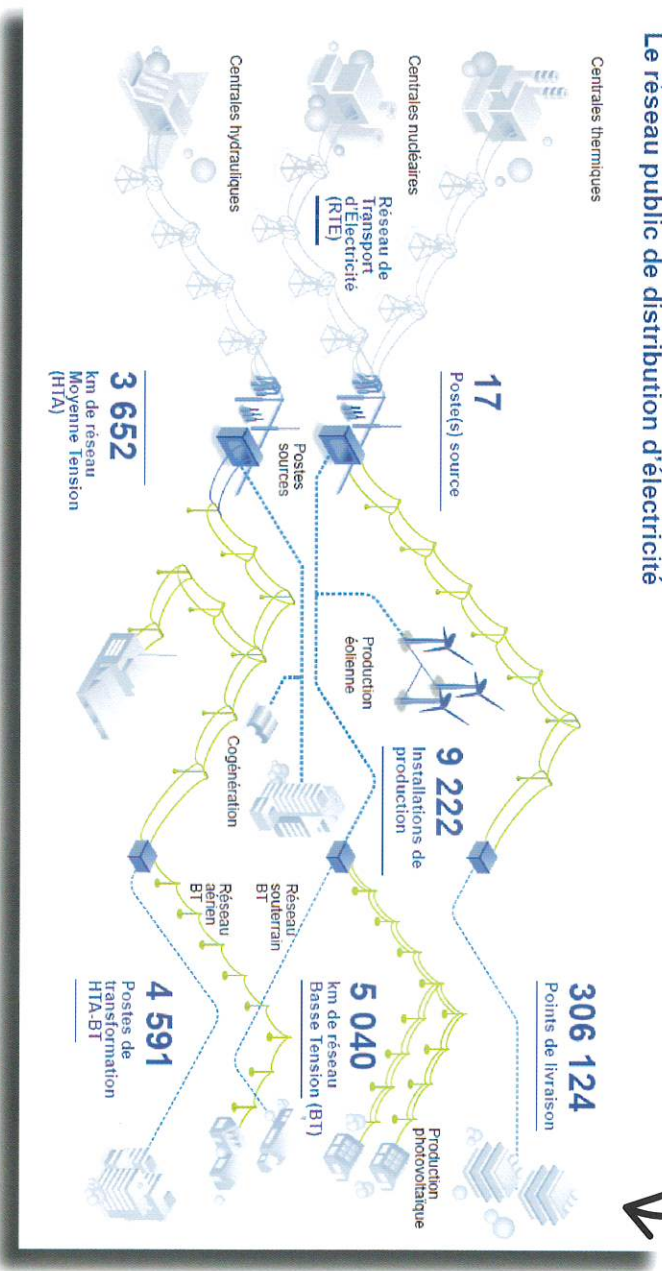 Le réseau public de distribution d'électricité
Centrales thermiques
Centrales nucléaires
Centrales hydrauliques
Réseau de
Transport
d'Électricité
(RTE)
17
Poste(s) source
Postes
sources
3 652
km de réseau
Moyenne Tension
(HTA)
Production
éolienne
9 222
Installations de
production
Cogénération
Réseau
souterrain
BT
Réseau
aérien
BT
306 124
Points de livraison
5 040
km de réseau
Basse Tension (BT)
4 591
Postes de
transformation
HTA-BT
Production
photovoltaïque